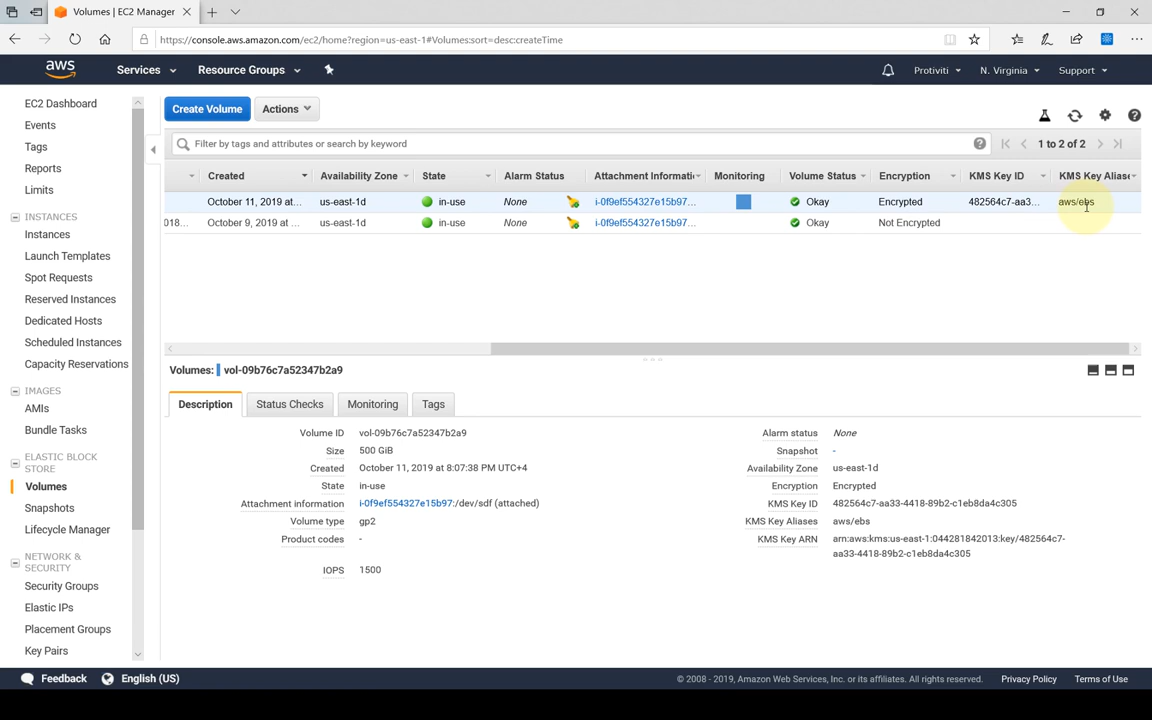 Volumes | EC2 Manager
https://console.aws.amazon.com/ec2/home?region=us-east-1#Volumes:sort=desc:createTime
aws
Services
Resource Groups
Protiviti
N. Virginia
Support
EC2 Dashboard
Events
Tags
Reports
Limits
INSTANCES
Instances
Launch Templates
Spot Requests
Reserved Instances
Dedicated Hosts
Scheduled Instances
Capacity Reservations
IMAGES
AMIs
Bundle Tasks
ELASTIC BLOCK
STORE
Volumes
Snapshots
Lifecycle Manager
NETWORK &
SECURITY
Security Groups
Elastic IPs
Placement Groups
Key Pairs
Create Volume
Actions
Filter by tags and attributes or search by keyword
1 to 2 of 2
Created Availability Zone State Alarm Status Attachment Informati Monitoring Volume Status Encryption KMS Key ID KMS Key Aliase
October 11, 2019 at... us-east-1d in-use None i-0f9ef554327e15b97... Okay Encrypted 482564c7-aa3... aws/ebs
018... October 9, 2019 at ... us-east-1d in-use None i-0f9ef554327e15b97... Okay Not Encrypted
Volumes: vol-09b76c7a52347b2a9
Description Status Checks Monitoring Tags
Volume ID vol-09b76c7a52347b2a9
Size 500 GiB
Created October 11, 2019 at 8:07:38 PM UTC+4
State in-use
Attachment information i-0f9ef554327e15b97:/dev/sdf (attached)
Volume type gp2
Product codes -
IOPS 1500
Alarm status None
Snapshot -
Availability Zone us-east-1d
Encryption Encrypted
KMS Key ID 482564c7-aa33-4418-89b2-c1eb8da4c305
KMS Key Aliases aws/ebs
KMS Key ARN arn:aws:kms:us-east-1:044281842013:key/482564c7-
aa33-4418-89b2-c1eb8da4c305
Feedback
English (US)
© 2008 - 2019, Amazon Web Services, Inc. or its affiliates. All rights reserved.
Privacy Policy
Terms of Use